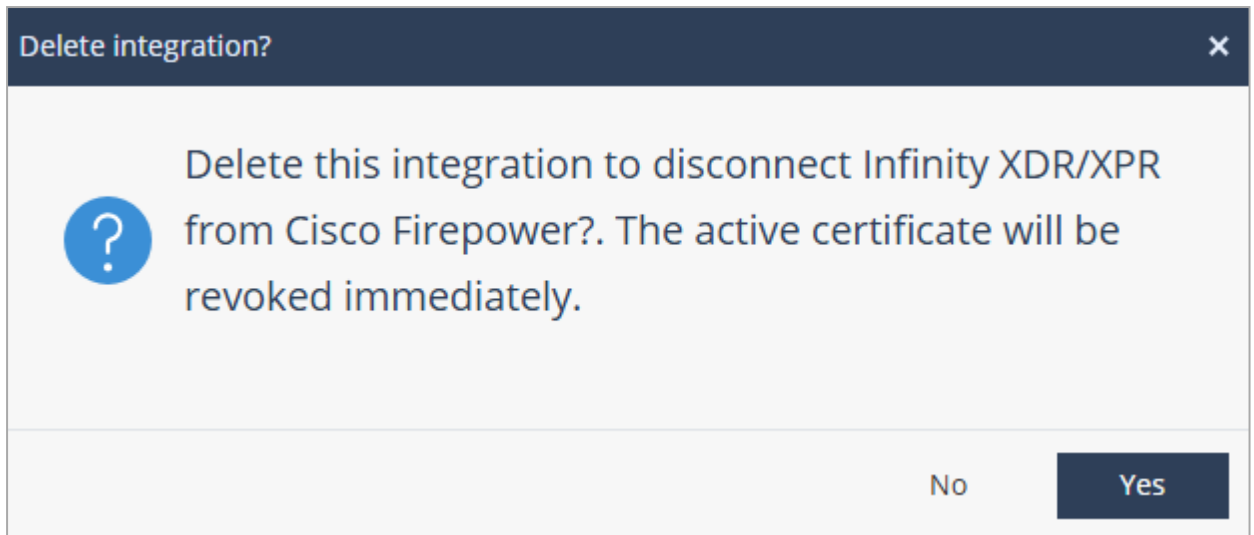 Delete integration?
Delete this integration to disconnect Infinity XDR/XPR
from Cisco Firepower?. The active certificate will be
revoked immediately.
No
Yes